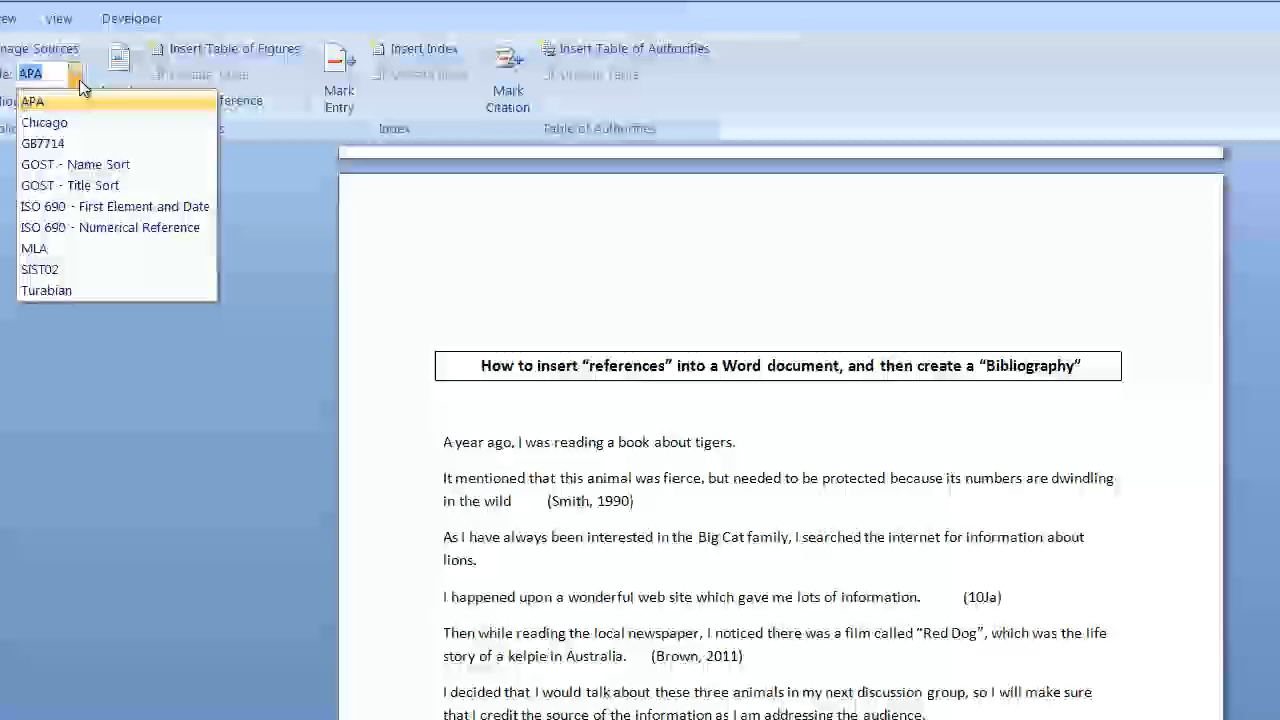 ew View Developer
nage Sources Insert Table of Figures Insert Index Insert Table of Authorities
le: APA Update Table Update Index Update Table
APA ference Mark Entry Mark Citation
Chicago
Index Table of Authorities
GB7714
GOST - Name Sort
GOST - Title Sort
ISO 690 - First Element and Date
ISO 690 - Numerical Reference
MLA
SIST02
Turabian
How to insert “references” into a Word document, and then create a “Bibliography”
A year ago, I was reading a book about tigers.
It mentioned that this animal was fierce, but needed to be protected because its numbers are dwindling
in the wild (Smith, 1990)
As I have always been interested in the Big Cat family, I searched the internet for information about
lions.
I happened upon a wonderful web site which gave me lots of information. (10Ja)
Then while reading the local newspaper, I noticed there was a film called “Red Dog”, which was the life
story of a kelpie in Australia. (Brown, 2011)
I decided that I would talk about these three animals in my next discussion group, so I will make sure
that I credit the source of the information as I am addressing the audience.